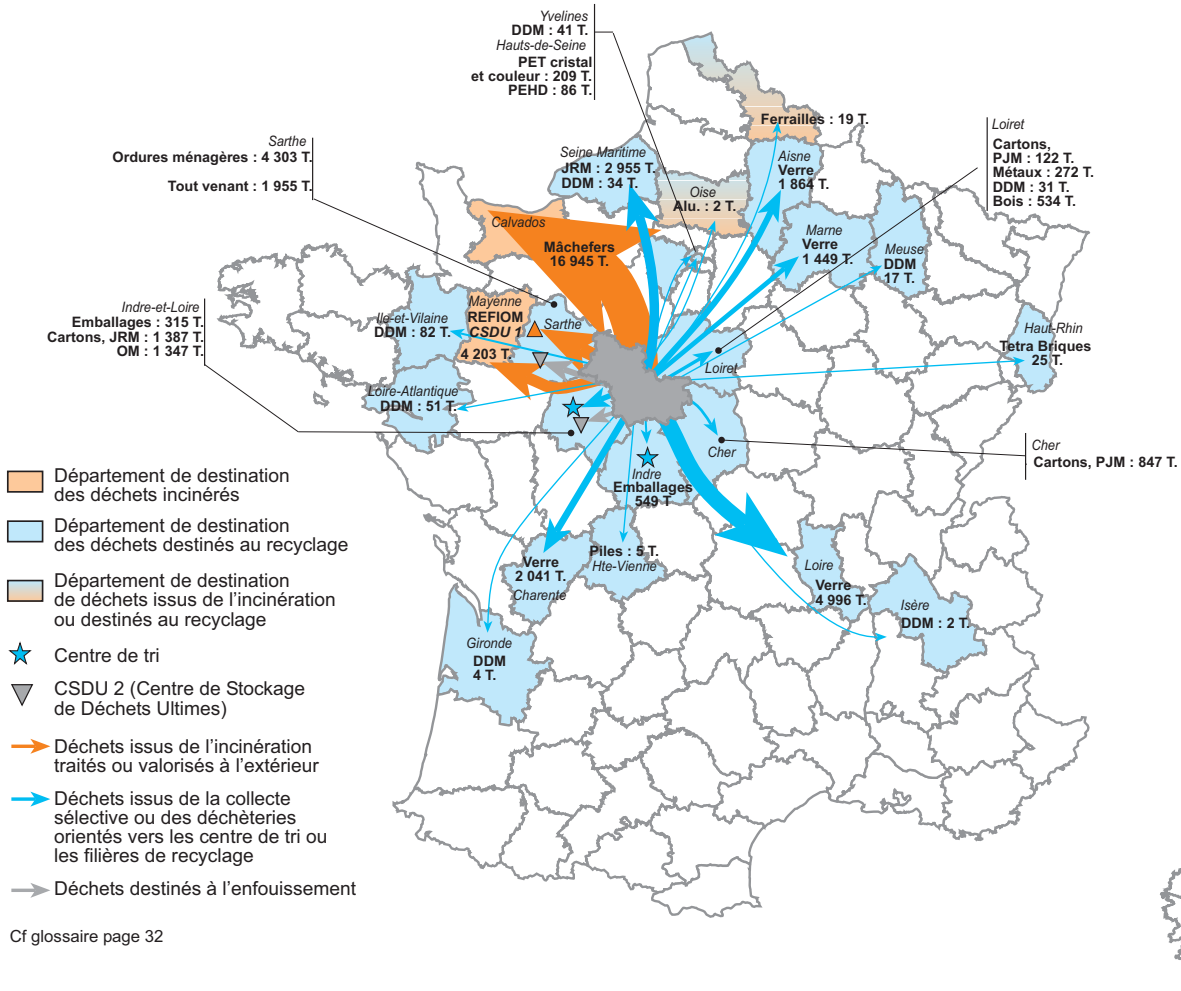 Yvelines
DDM : 41 T.
Hauts-de-Seine
PET cristal
et couleur : 209 T.
PEHD : 86 T.
Sarthe
Ordures ménagères : 4 303 T.
Tout venant : 1 955 T.
Loiret
Cartons,
PJM : 122 T.
Métaux : 272 T.
DDM : 31 T.
Bois : 534 T.
Ferrailles : 19 T.
Seine Maritime
JRM : 2 955 T.
DDM : 34 T.
Aisne
Verre
1 864 T.
Oise
Alu. : 2 T.
Calvados
Mâchefers
16 945 T.
Marne
Verre
1 449 T.
Meuse
DDM
17 T.
Indre-et-Loire
Emballages : 315 T.
Cartons, JRM : 1 387 T.
OM : 1 347 T.
Ile-et-Vilaine
DDM : 82 T.
Mayenne
REFIOM
CSDU 1
4 203 T.
Sarthe
Loiret
Haut-Rhin
Tetra Briques
25 T.
Loire-Atlantique
DDM : 51 T.
Cher
Cher
Cartons, PJM : 847 T.
Indre
Emballages
549 T
Verre
2 041 T.
Charente
Piles : 5 T.
Hte-Vienne
Loire
Verre
4 996 T.
Isère
DDM : 2 T.
Gironde
DDM
4 T.
Département de destination
des déchets incinérés
Département de destination
des déchets destinés au recyclage
Département de destination
de déchets issus de l'incinération
ou destinés au recyclage
Centre de tri
CSDU 2 (Centre de Stockage
de Déchets Ultimes)
Déchets issus de l'incinération
traités ou valorisés à l'extérieur
Déchets issus de la collecte
sélective ou des déchèteries
orientés vers les centre de tri ou
les filières de recyclage
Déchets destinés à l'enfouissement
Cf glossaire page 32